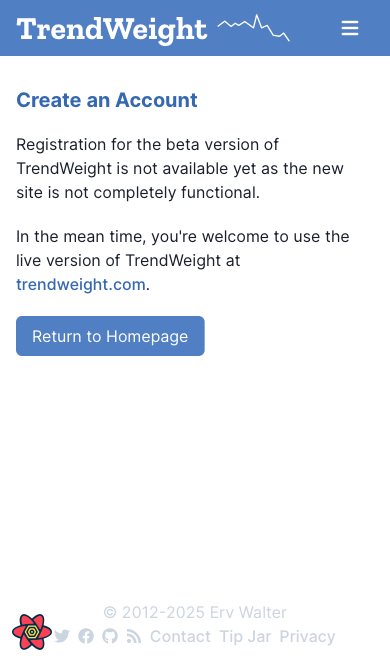 TrendWeight
Create an Account
Registration for the beta version of
TrendWeight is not available yet as the new
site is not completely functional.
In the mean time, you're welcome to use the
live version of TrendWeight at
trendweight.com.
Return to Homepage
© 2012-2025 Erv Walter
Contact Tip Jar Privacy